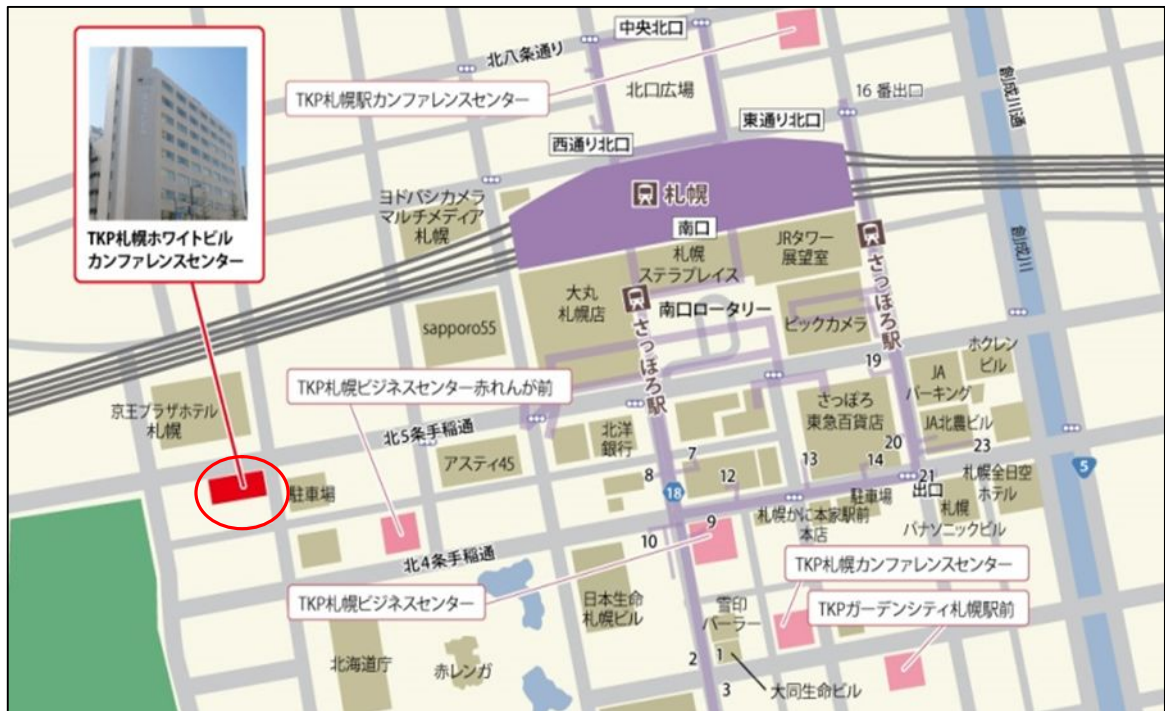 中央北口
北八条通り
北口広場
16番出口
創成川通
TKP札幌駅カンファレンスセンター
東通り北口
西通り北口
ヨドバシカメラ
マルチメディア
札幌
札幌
南口
TKP札幌ホワイトビル
カンファレンスセンター
札幌
ステラプレイス
JRタワー
展望室
創成川
大丸
札幌店
南口ロータリー
ビックカメラ
さっぽろ駅
さっぽろ駅
sapporo55
19
ホクレン
ビル
JA
パーキング
TKP札幌ビジネスセンター赤れんが前
京王プラザホテル
札幌
北5条手稲通
さっぽろ
東急百貨店
JA北農ビル
北洋
銀行
アスティ45
7
8
12
13
20
14
21
23
出口
5
18
駐車場
駐車場
札幌全日空
ホテル
札幌
パナソニックビル
札幌かに本家駅前
本店
9
10
北4条手稲通
TKP札幌カンファレンスセンター
TKP札幌ビジネスセンター
TKPガーデンシティ札幌駅前
日本生命
札幌ビル
雪印
パーラー
北海道庁
赤レンガ
1
2
3
大同生命ビル